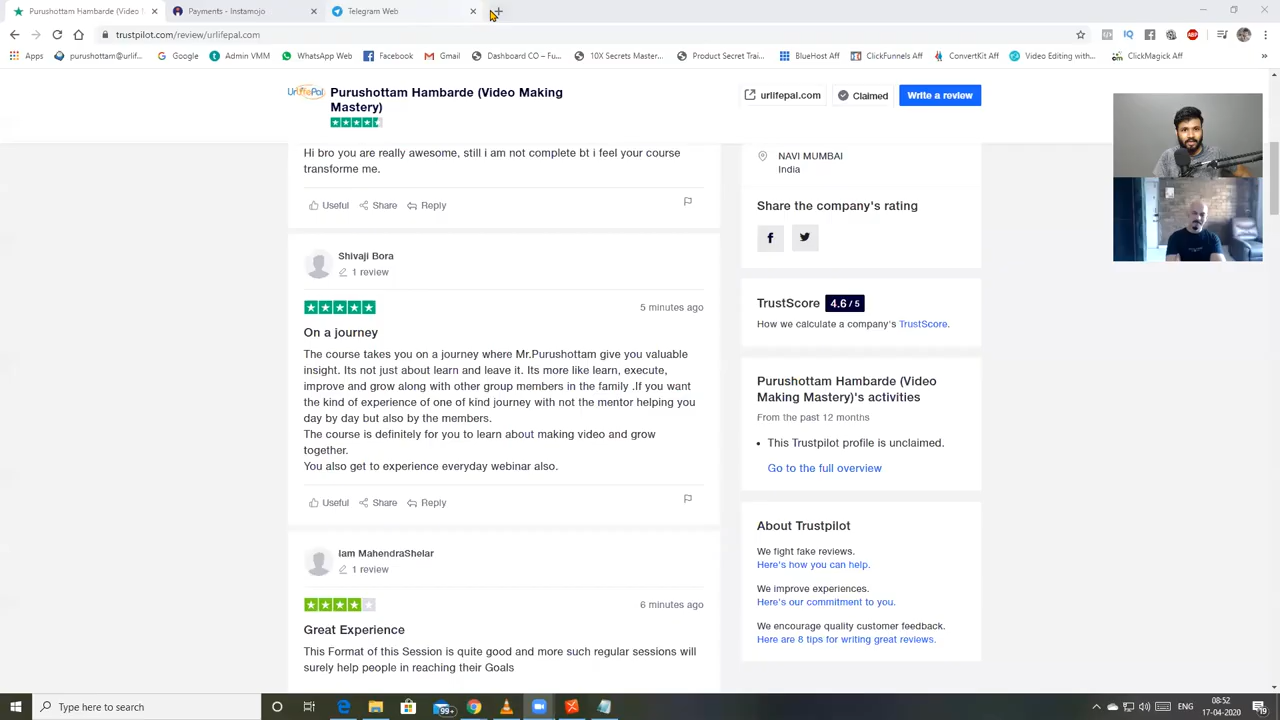 Purushottam Hambarde (Video M
Payments - Instamojo
Telegram Web
trustpilot.com/review/urlifepal.com
Apps
purushottam@urlif...
Google
Admin VMM
WhatsApp Web
Facebook
Gmail
Dashboard CO – Fu...
10X Secrets Master...
Product Secret Trai...
BlueHost Aff
ClickFunnels Aff
ConvertKit Aff
Video Editing with...
ClickMagick Aff
UrlifePal
Purushottam Hambarde (Video Making
Mastery)
urlifepal.com
Claimed
Write a review
Hi bro you are really awesome, still i am not complete bt i feel your course
transforme me.
Useful
Share
Reply
Shivaji Bora
1 review
5 minutes ago
On a journey
The course takes you on a journey where Mr.Purushottam give you valuable
insight. Its not just about learn and leave it. Its more like learn, execute,
improve and grow along with other group members in the family .If you want
the kind of experience of one of kind journey with not the mentor helping you
day by day but also by the members.
The course is definitely for you to learn about making video and grow
together.
You also get to experience everyday webinar also.
Useful
Share
Reply
Iam MahendraShelar
1 review
6 minutes ago
Great Experience
This Format of this Session is quite good and more such regular sessions will
surely help people in reaching their Goals
NAVI MUMBAI
India
Share the company's rating
TrustScore 4.6 / 5
How we calculate a company's TrustScore.
Purushottam Hambarde (Video
Making Mastery)'s activities
From the past 12 months
• This Trustpilot profile is unclaimed.
Go to the full overview
About Trustpilot
We fight fake reviews.
Here's how you can help.
We improve experiences.
Here's our commitment to you.
We encourage quality customer feedback.
Here are 8 tips for writing great reviews.
Type here to search
99+
ENG
08:52
17-04-2020